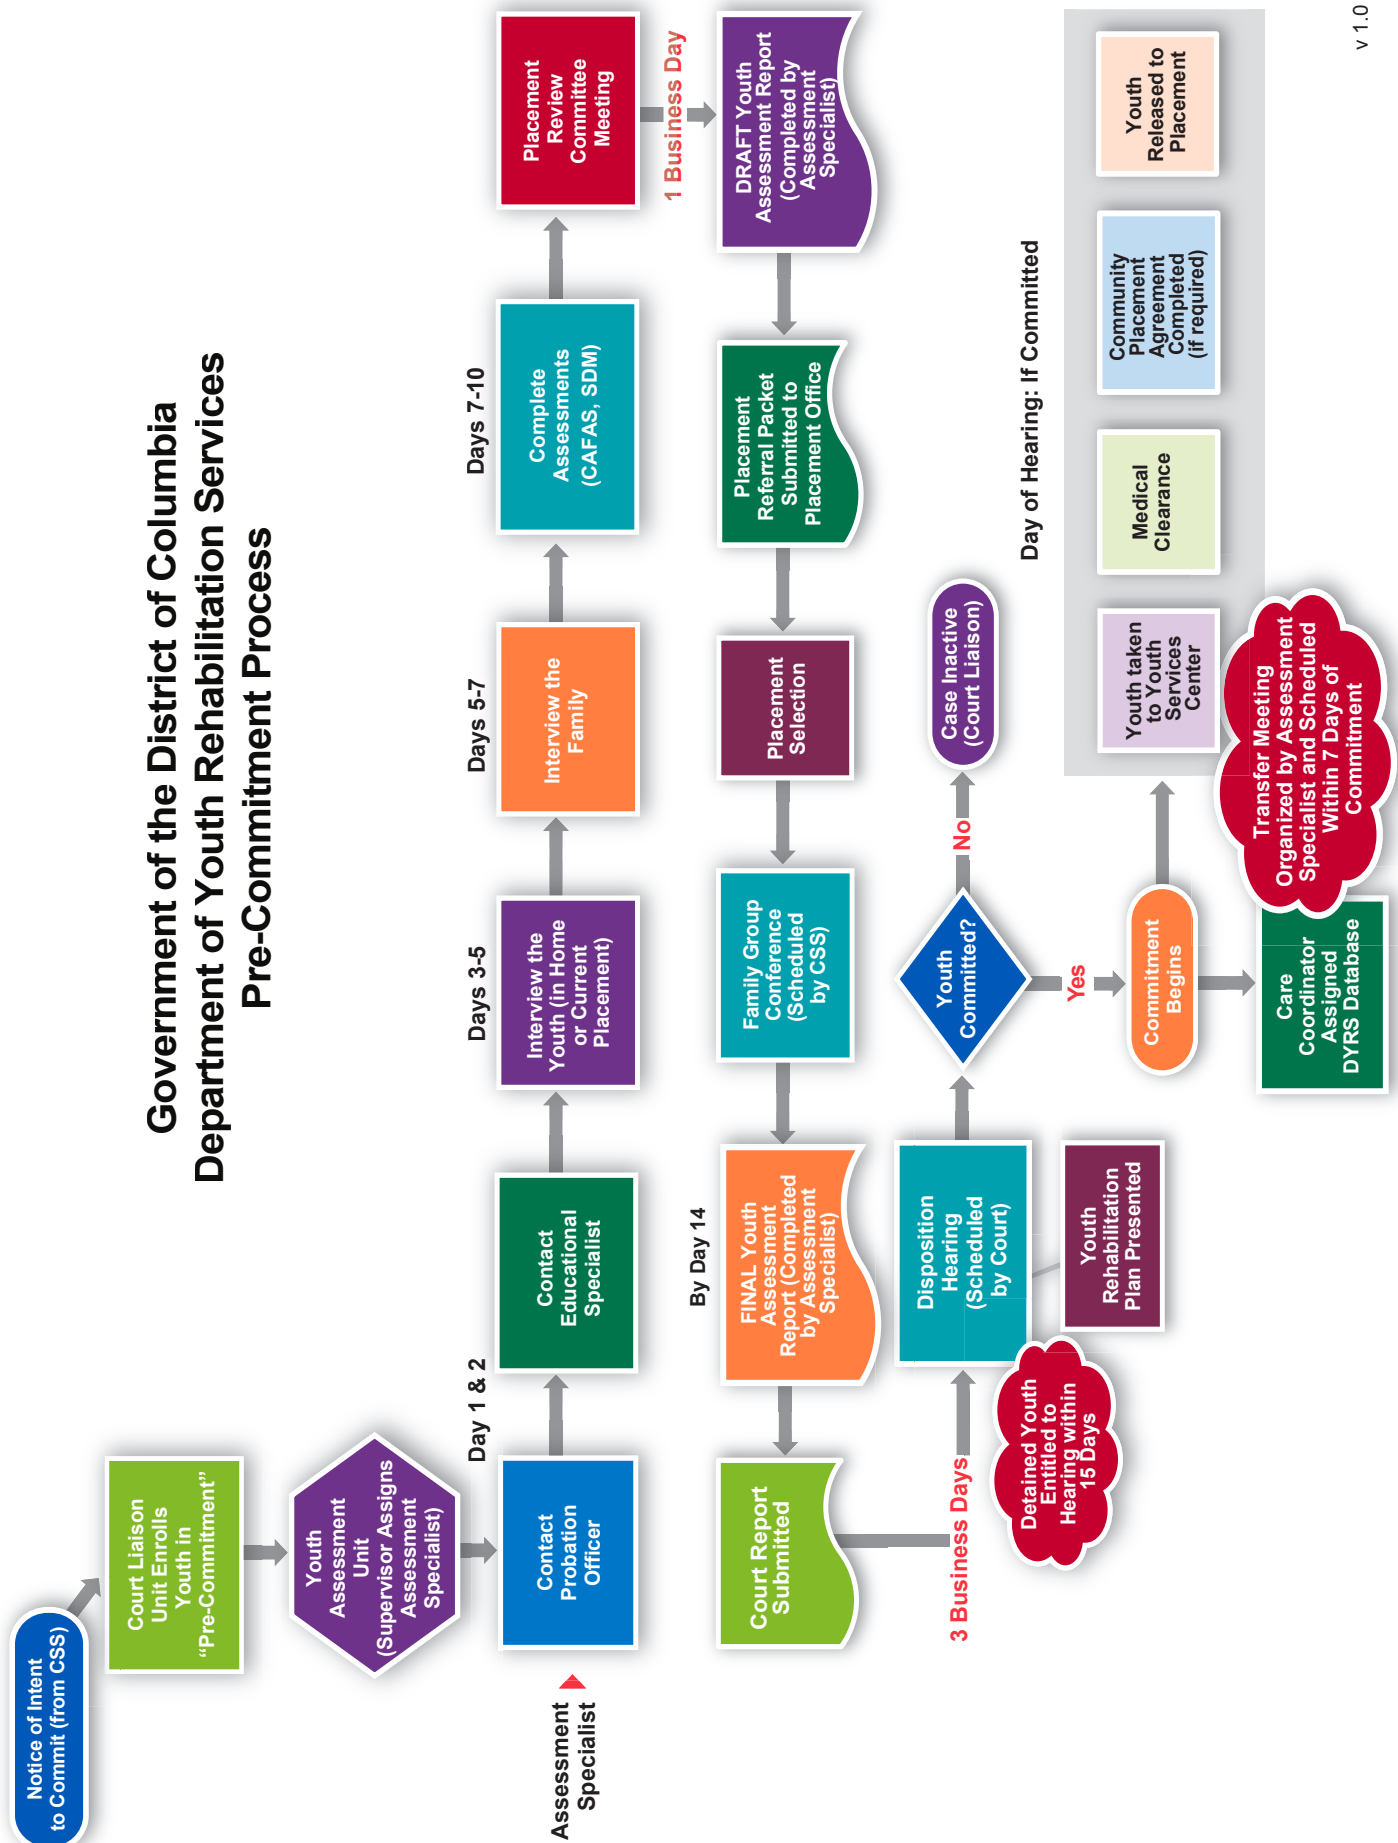 Government of the District of Columbia
Department of Youth Rehabilitation Services
Pre-Commitment Process
Notice of Intent
to Commit (from CSS)
Court Liaison
Unit Enrolls
Youth in
“Pre-Commitment”
Youth
Assessment
Unit
(Supervisor Assigns
Assessment
Specialist)
Assessment
Specialist
Day 1 & 2
Contact
Probation
Officer
Contact
Educational
Specialist
Days 3-5
Interview the
Youth (in Home
or Current
Placement)
Days 5-7
Interview the
Family
Days 7-10
Complete
Assessments
(CAFAS, SDM)
Placement
Review
Committee
Meeting
1 Business Day
DRAFT Youth
Assessment Report
(Completed by
Assessment
Specialist)
Placement
Referral Packet
Submitted to
Placement Office
Placement
Selection
Family Group
Conference
(Scheduled
by CSS)
By Day 14
FINAL Youth
Assessment
Report (Completed
by Assessment
Specialist)
Court Report
Submitted
3 Business Days
Detained Youth
Entitled to
Hearing within
15 Days
Disposition
Hearing
(Scheduled
by Court)
Youth
Rehabilitation
Plan Presented
Youth
Committed?
No
Case Inactive
(Court Liaison)
Yes
Commitment
Begins
Care
Coordinator
Assigned
DYRS Database
Transfer Meeting
Organized by Assessment
Specialist and Scheduled
Within 7 Days of
Commitment
Day of Hearing: If Committed
Youth taken
to Youth
Services
Center
Medical
Clearance
Community
Placement
Agreement
Completed
(if required)
Youth
Released to
Placement
v 1.0